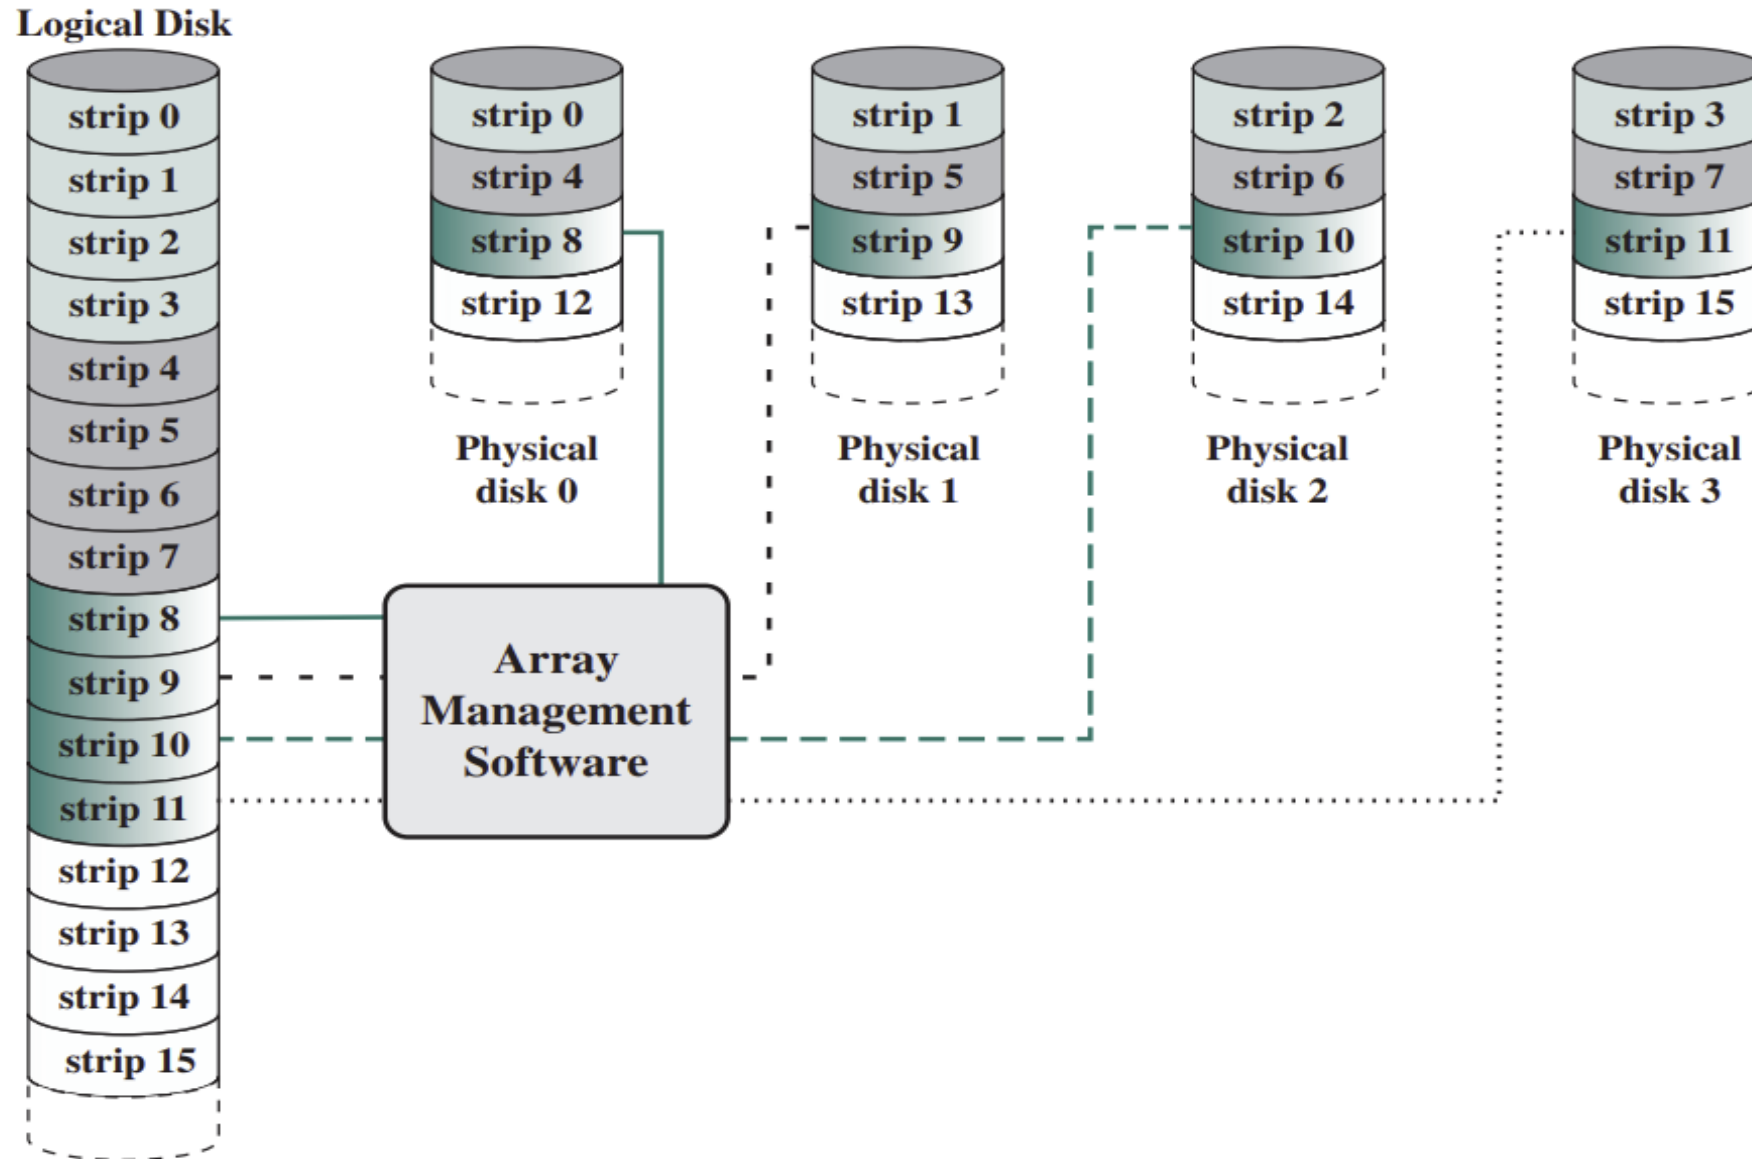 Logical Disk
strip 0
strip 1
strip 2
strip 3
strip 4
strip 5
strip 6
strip 7
strip 8
strip 9
strip 10
strip 11
strip 12
strip 13
strip 14
strip 15
strip 0
strip 4
strip 8
strip 12
Physical
disk 0
strip 1
strip 5
strip 9
strip 13
Physical
disk 1
strip 2
strip 6
strip 10
strip 14
Physical
disk 2
strip 3
strip 7
strip 11
strip 15
Physical
disk 3
Array
Management
Software